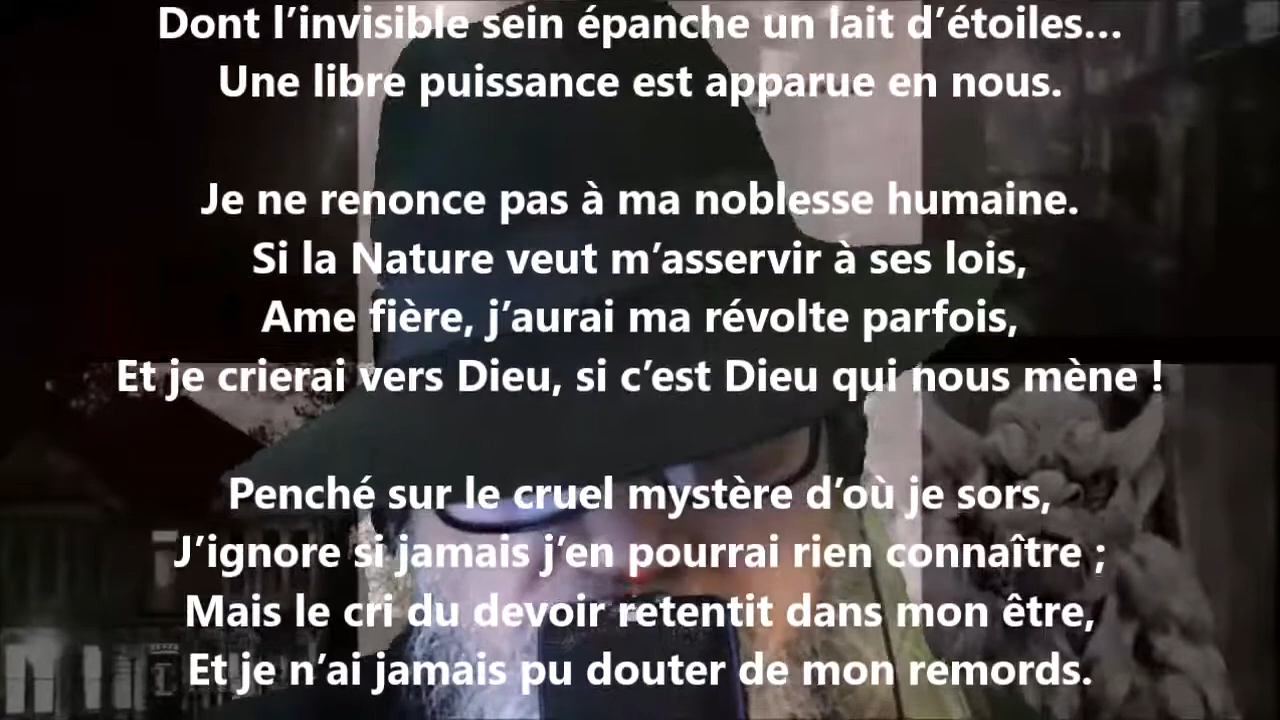 Dont l’invisible sein épanche un lait d’étoiles…
Une libre puissance est apparue en nous.
Je ne renonce pas à ma noblesse humaine.
Si la Nature veut m’asservir à ses lois,
Ame fière, j’aurai ma révolte parfois,
Et je crierai vers Dieu, si c’est Dieu qui nous mène !
Penché sur le cruel mystère d’où je sors,
J’ignore si jamais j’en pourrai rien connaître ;
Mais le cri du devoir retentit dans mon être,
Et je n’ai jamais pu douter de mon remords.